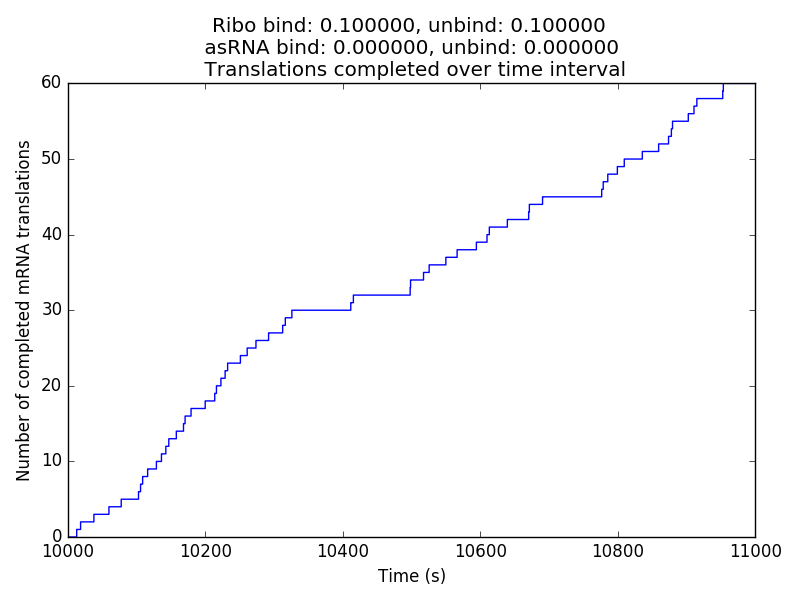 Ribo bind: 0.100000, unbind: 0.100000
asRNA bind: 0.000000, unbind: 0.000000
Translations completed over time interval
60
50
40
30
20
10
0
Number of completed mRNA translations
10000 10200 10400 10600 10800 11000
Time (s)